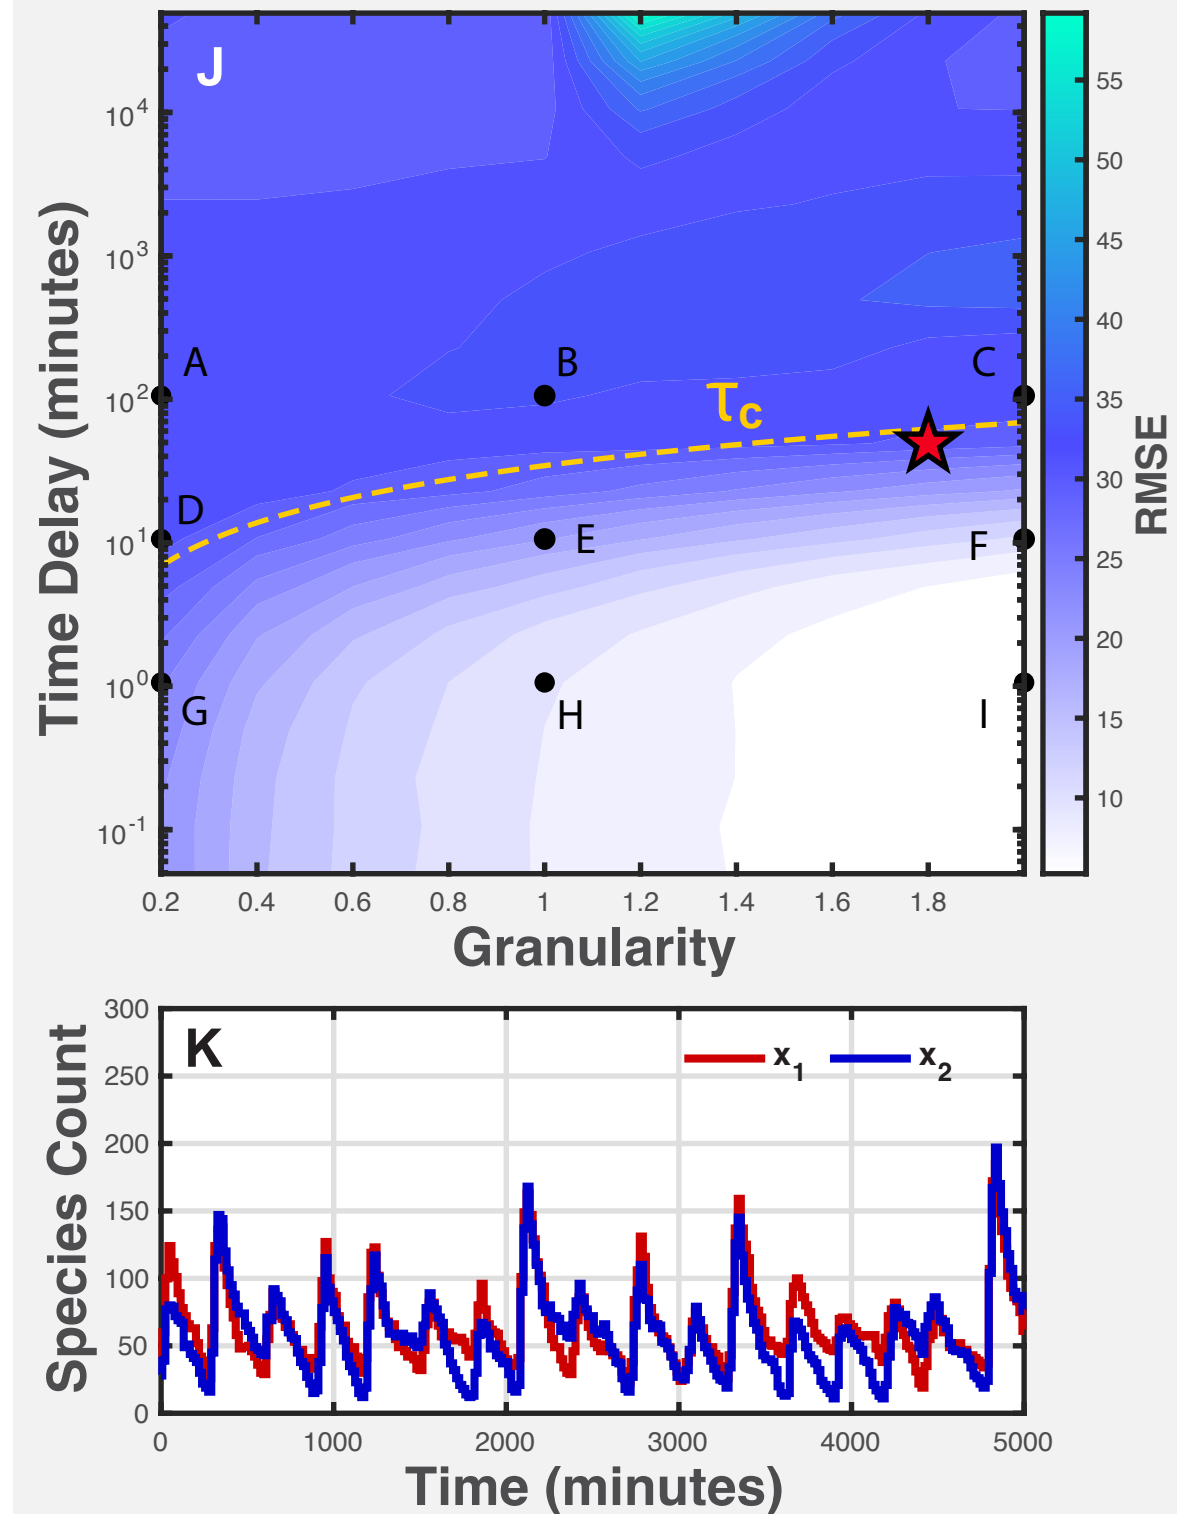 J
Time Delay (minutes)
10^4
10^3
10^2
10^1
10^0
10^-1
A
B
C
τc
D
E
F
G
H
I
0.2 0.4 0.6 0.8 1 1.2 1.4 1.6 1.8
Granularity
55
50
45
40
35
30
25
20
15
10
RMSE
K
x1 x2
Species Count
300
250
200
150
100
50
0
0 1000 2000 3000 4000 5000
Time (minutes)